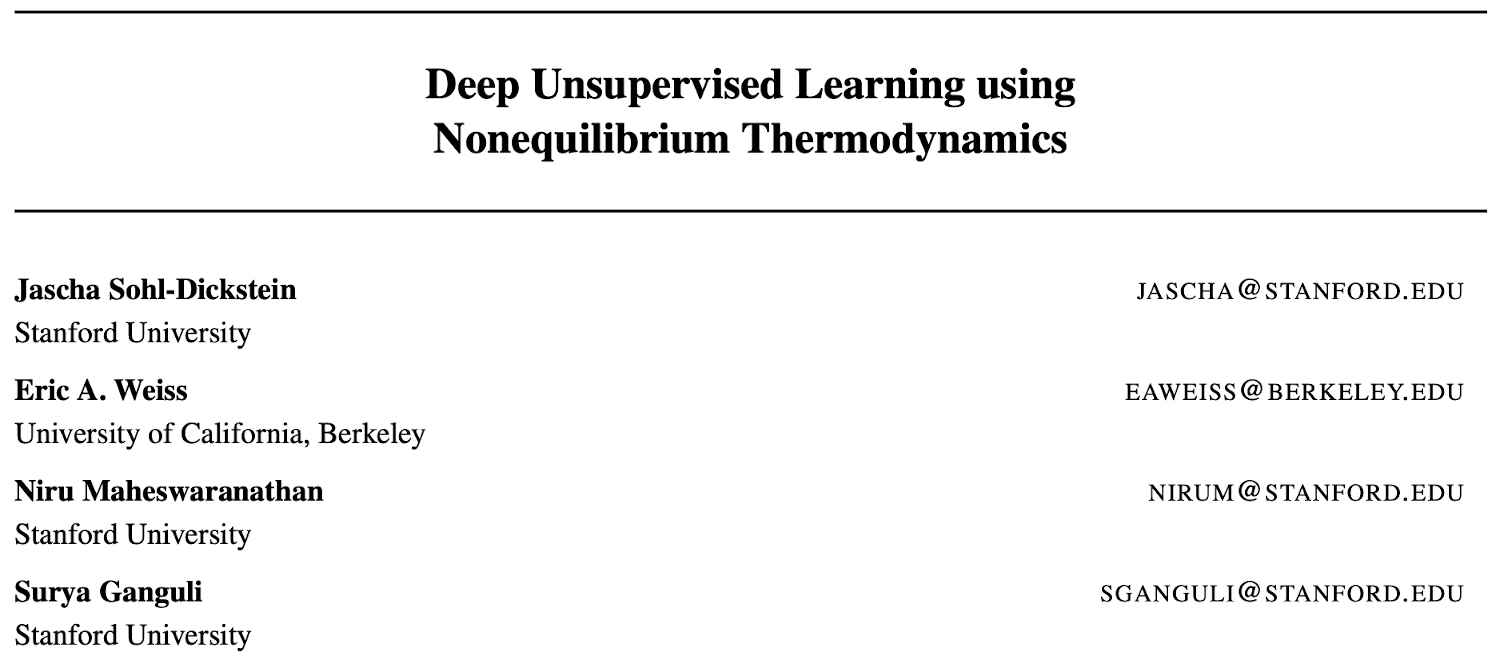 Deep Unsupervised Learning using
Nonequilibrium Thermodynamics
Jascha Sohl-Dickstein JASCHA@STANFORD.EDU
Stanford University
Eric A. Weiss EAWEISS@BERKELEY.EDU
University of California, Berkeley
Niru Maheswaranathan NIRUM@STANFORD.EDU
Stanford University
Surya Ganguli SGANGULI@STANFORD.EDU
Stanford University